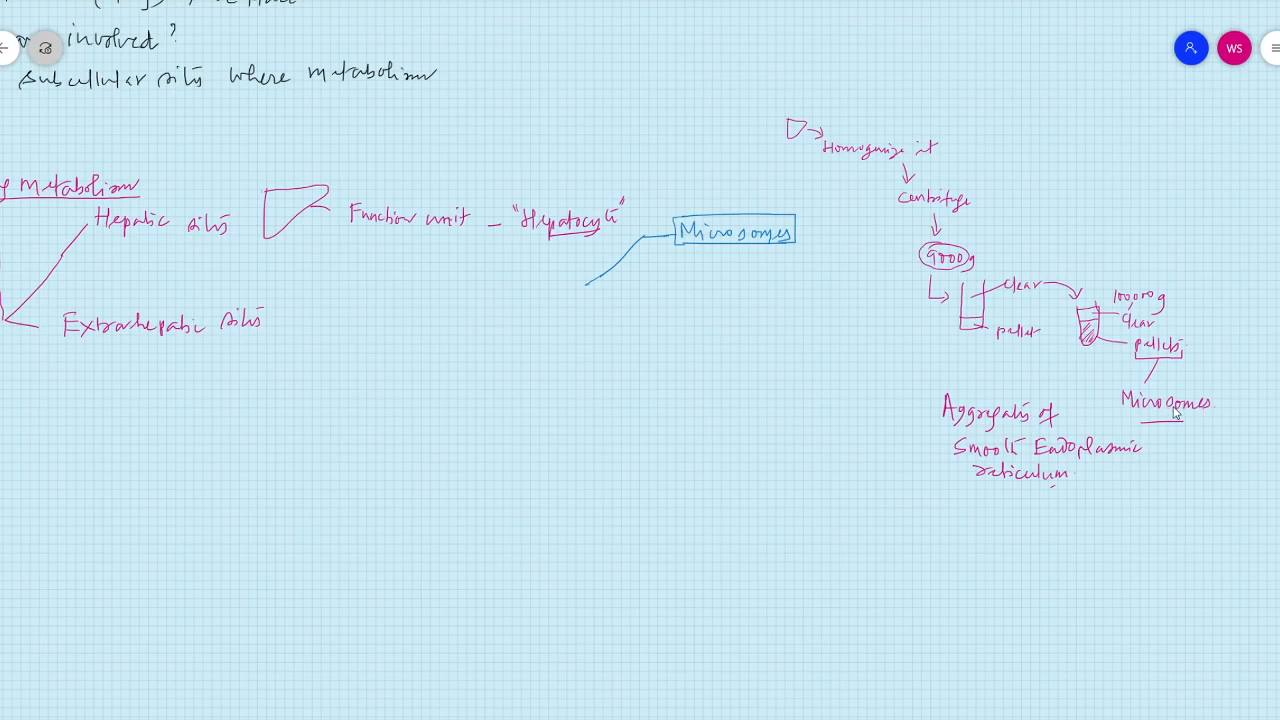 involved?
subcellular sites where metabolism
Metabolism
Hepatic sites
Extrahepatic sites
Function unit - "Hepatocyte"
Microsomes
Homogenize it
Centrifuge
9000g
clear
pellet
100000g
clear
pellets
Microsomes
Aggregates of
Smooth Endoplasmic
reticulum
WS